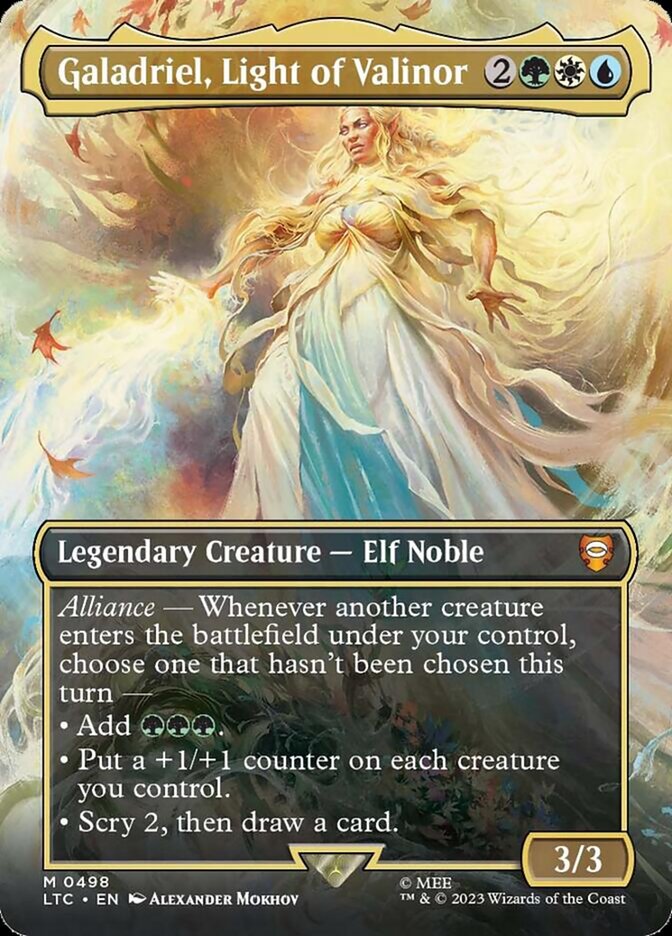 Galadriel, Light of Valinor 2
Legendary Creature — Elf Noble
Alliance — Whenever another creature
enters the battlefield under your control,
choose one that hasn't been chosen this
turn —
• Add .
• Put a +1/+1 counter on each creature
you control.
• Scry 2, then draw a card.
3/3
M 0498
LTC • EN Alexander Mokhov
© MEE
™ & © 2023 Wizards of the Coast